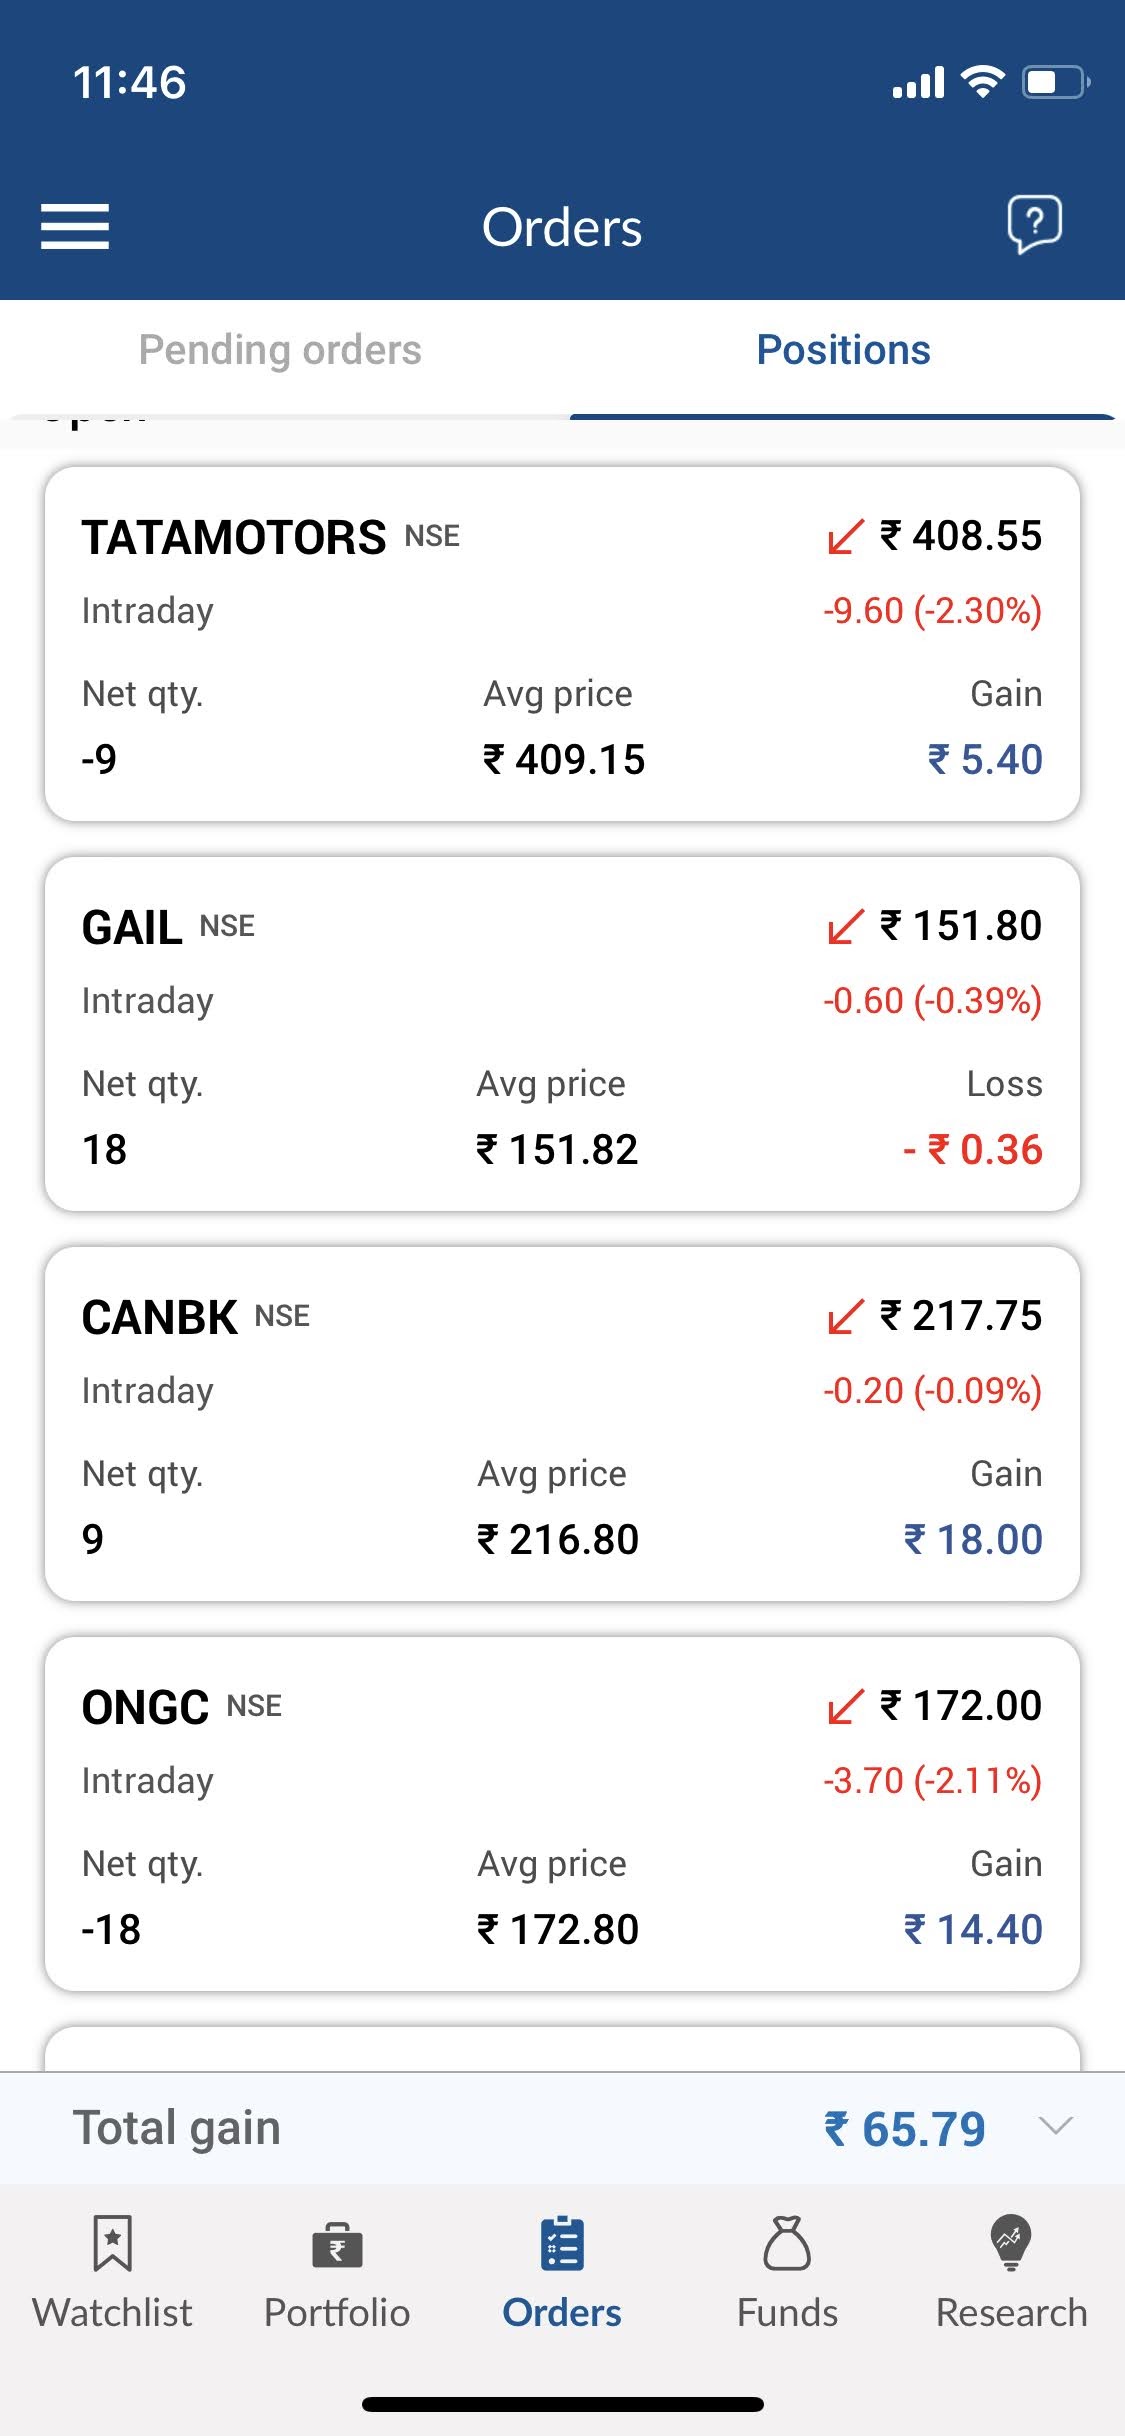 11:46
Orders
Pending orders Positions
TATAMOTORS NSE ₹ 408.55
Intraday -9.60 (-2.30%)
Net qty. Avg price Gain
-9 ₹ 409.15 ₹ 5.40
GAIL NSE ₹ 151.80
Intraday -0.60 (-0.39%)
Net qty. Avg price Loss
18 ₹ 151.82 - ₹ 0.36
CANBK NSE ₹ 217.75
Intraday -0.20 (-0.09%)
Net qty. Avg price Gain
9 ₹ 216.80 ₹ 18.00
ONGC NSE ₹ 172.00
Intraday -3.70 (-2.11%)
Net qty. Avg price Gain
-18 ₹ 172.80 ₹ 14.40
Total gain ₹ 65.79
Watchlist Portfolio Orders Funds Research